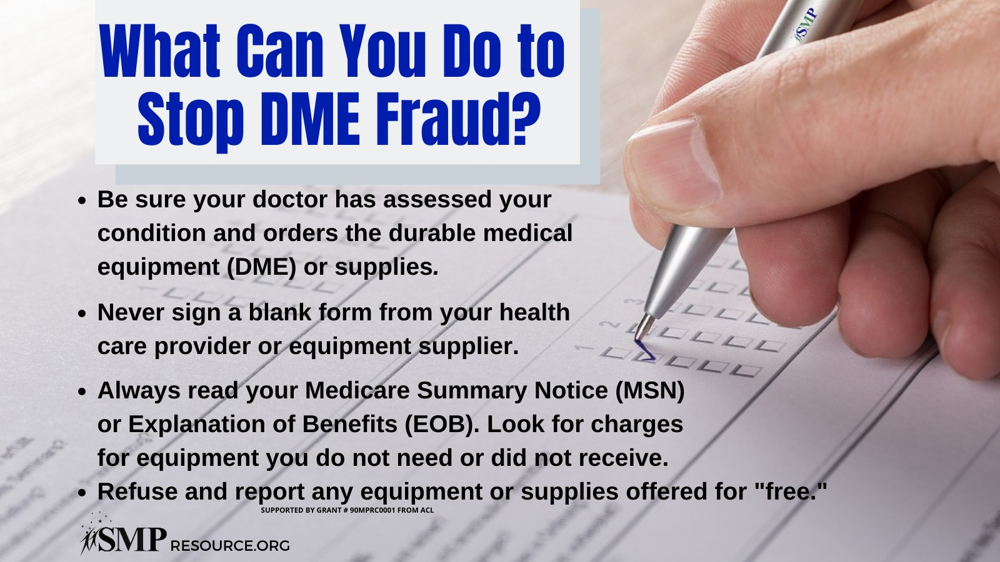 What Can You Do to
Stop DME Fraud?
• Be sure your doctor has assessed your
condition and orders the durable medical
equipment (DME) or supplies.
• Never sign a blank form from your health
care provider or equipment supplier.
• Always read your Medicare Summary Notice (MSN)
or Explanation of Benefits (EOB). Look for charges
for equipment you do not need or did not receive.
• Refuse and report any equipment or supplies offered for "free."
SUPPORTED BY GRANT # 90MPRC0001 FROM ACL
SMP RESOURCE.ORG
SMP
3
2
1
1